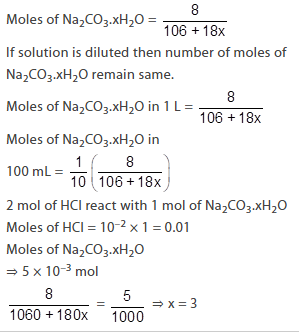 Moles of Na₂CO₃.xH₂O = 8 / (106 + 18x)
If solution is diluted then number of moles of
Na₂CO₃.xH₂O remain same.
Moles of Na₂CO₃.xH₂O in 1 L = 8 / (106 + 18x)
Moles of Na₂CO₃.xH₂O in
100 mL = 1/10 (8 / (106 + 18x))
2 mol of HCl react with 1 mol of Na₂CO₃.xH₂O
Moles of HCl = 10⁻² × 1 = 0.01
Moles of Na₂CO₃.xH₂O
⇒ 5 × 10⁻³ mol
8 / (1060 + 180x) = 5 / 1000 ⇒ x = 3